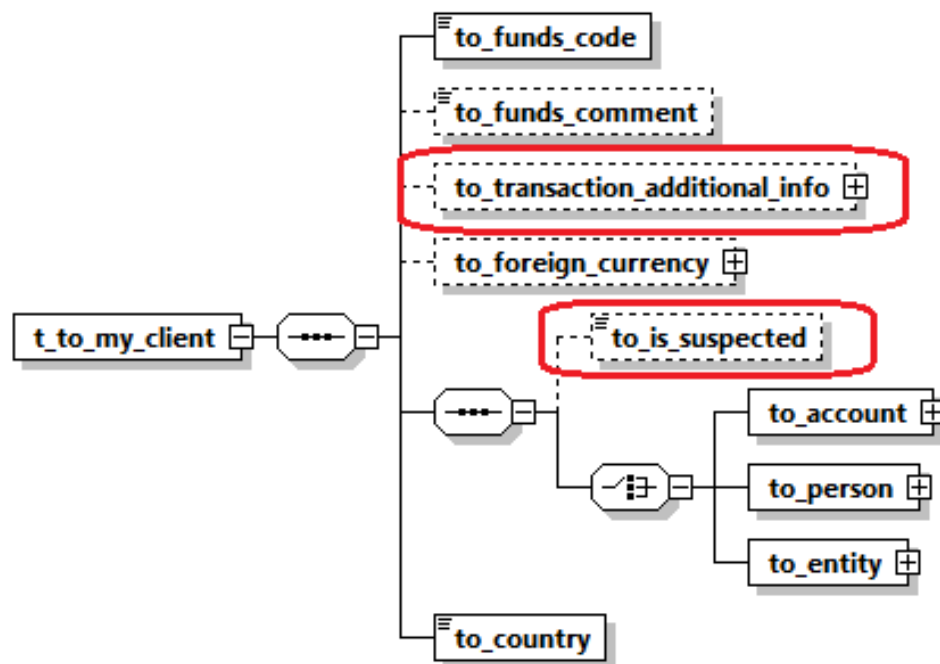 to_funds_code
to_funds_comment
to_transaction_additional_info
to_foreign_currency
t_to_my_client
to_is_suspected
to_account
to_person
to_entity
to_country